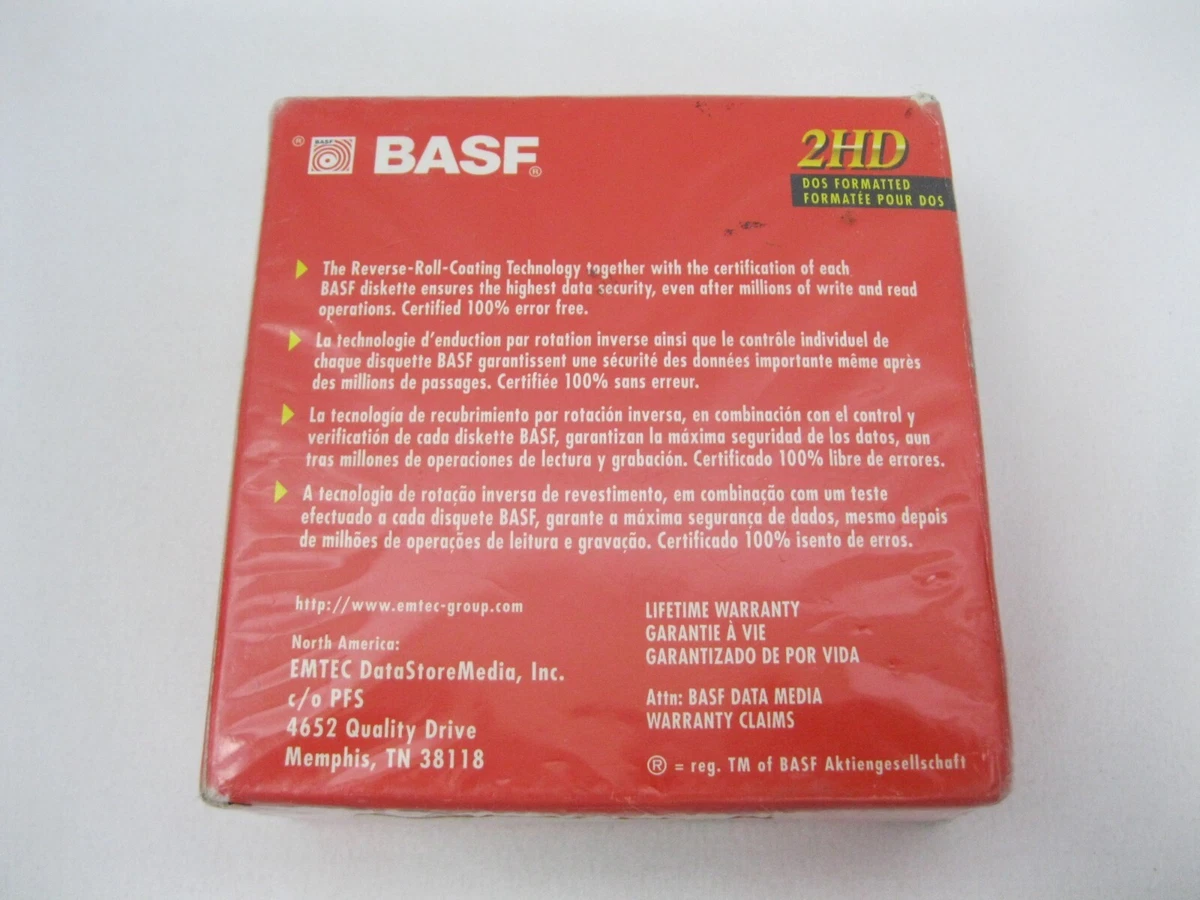 ® BASF BASF®
2HD
DOS FORMATTED
FORMATÉE POUR DOS
The Reverse-Roll-Coating Technology together with the certification of each
BASF diskette ensures the highest data security, even after millions of write and read
operations. Certified 100% error free.
La technologie d'enduction par rotation inverse ainsi que le contrôle individuel de
chaque disquette BASF garantissent une sécurité des données importante même après
des millions de passages. Certifiée 100% sans erreur.
La tecnología de recubrimiento por rotación inversa, en combinación con el control y
verificatión de cada diskette BASF, garantizan la máxima seguridad de los datos, aun
tras millones de operaciones de lectura y grabación. Certificado 100% libre de errores.
A tecnologia de rotação inversa de revestimento, em combinação com um teste
efectuado a cada disquete BASF, garante a máxima segurança de dados, mesmo depois
de milhões de operações de leitura e gravação. Certificado 100% isento de erros.
http://www.emtec-group.com
North America:
EMTEC DataStoreMedia, Inc.
c/o PFS
4652 Quality Drive
Memphis, TN 38118
LIFETIME WARRANTY
GARANTIE À VIE
GARANTIZADO DE POR VIDA
Attn: BASF DATA MEDIA
WARRANTY CLAIMS
® = reg. TM of BASF Aktiengesellschaft